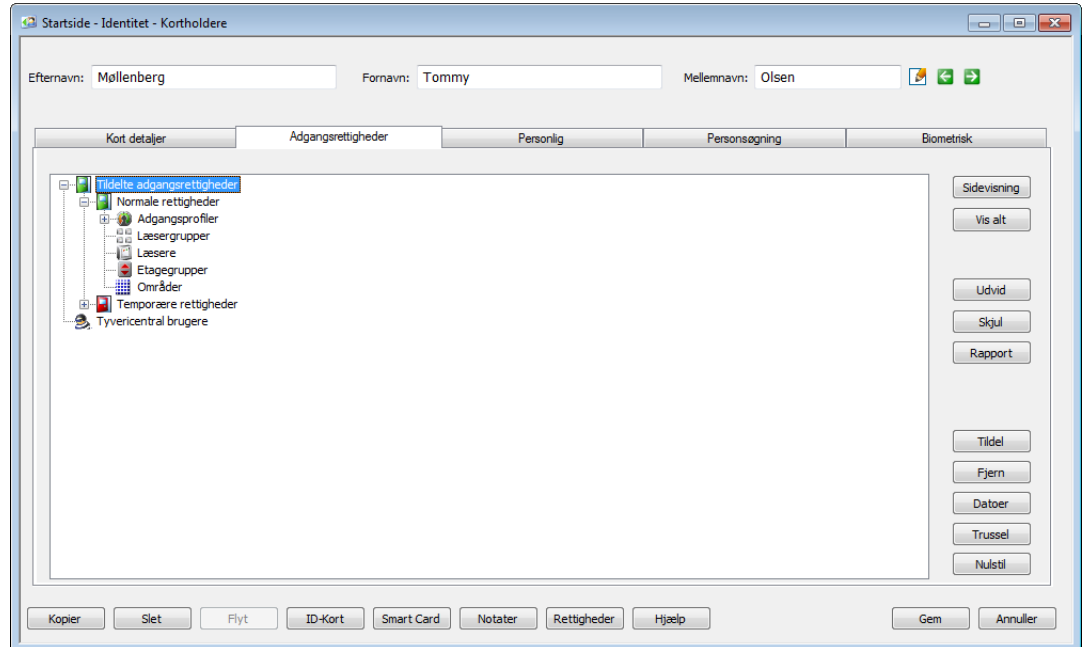 Startside - Identitet - Kortholdere
Efternavn: Møllenberg Fornavn: Tommy Mellemnavn: Olsen
Kort detaljer Adgangsrettigheder Personlig Personsøgning Biometrisk
Tildelte adgangsrettigheder
Normale rettigheder
Adgangsprofiler
Læsergrupper
Læsere
Etagegrupper
Områder
Temporære rettigheder
Tyvericentral brugere
Sidevisning
Vis alt
Udvid
Skjul
Rapport
Tildel
Fjern
Datoer
Trussel
Nulstil
Kopier Slet Flyt ID-Kort Smart Card Notater Rettigheder Hjælp Gem Annuller